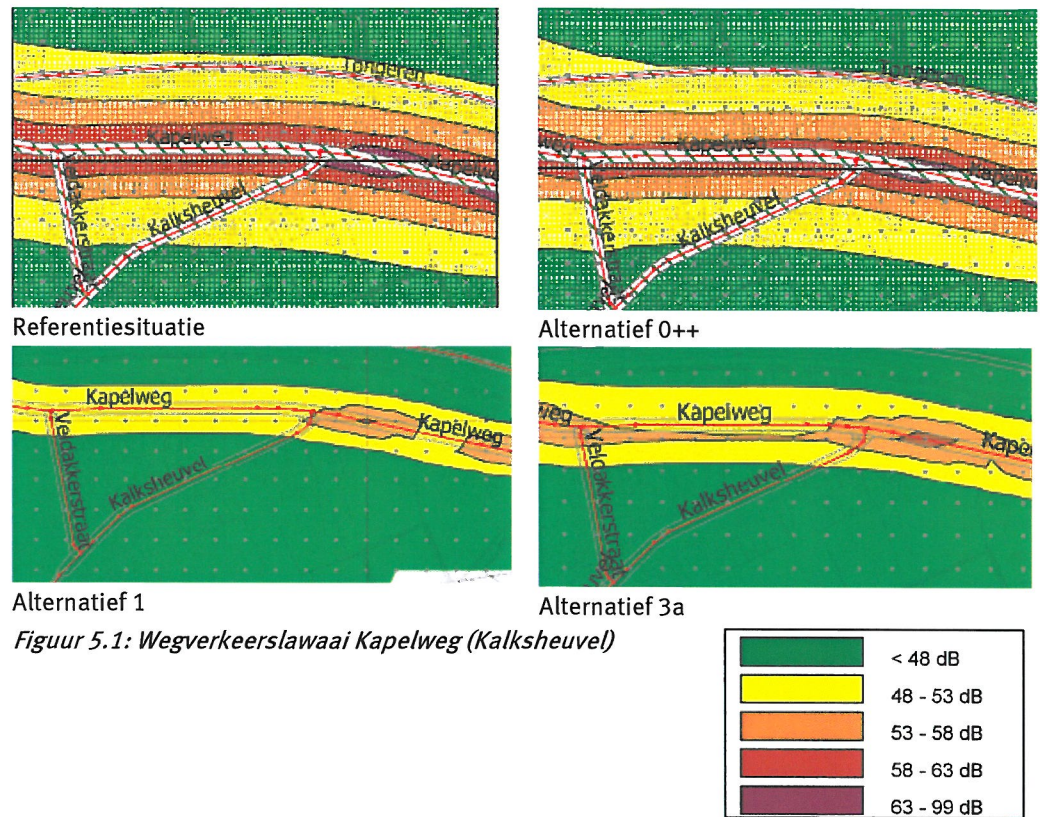 Tongeren
Kapelweg
Kalksheuvel
Referentiesituatie
Kapelweg
Kalksheuvel
Alternatief 0++
Kapelweg
Kapelweg
Veldakkerstraat
Kalksheuvel
Alternatief 1
weg
Kapelweg
Kape
Kalksheuvel
Alternatief 3a
Figuur 5.1: Wegverkeerslawaai Kapelweg (Kalksheuvel)
< 48 dB
48 - 53 dB
53 - 58 dB
58 - 63 dB
63 - 99 dB